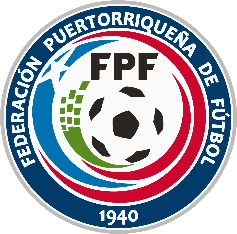 FEDERACIÓN PUERTORRIQUEÑA DE FÚTBOL
FPF
1940